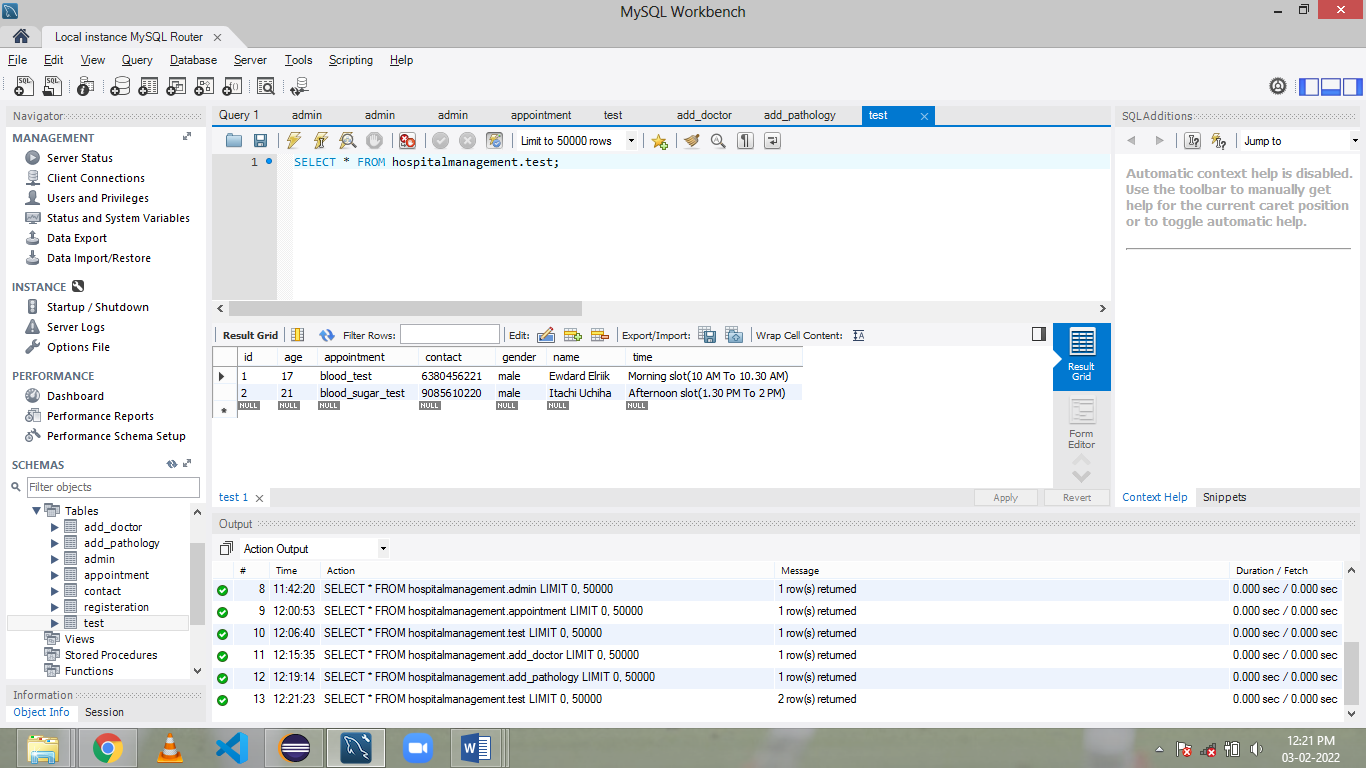 MySQL Workbench
Local instance MySQL Router
File Edit View Query Database Server Tools Scripting Help
Navigator
MANAGEMENT
Server Status
Client Connections
Users and Privileges
Status and System Variables
Data Export
Data Import/Restore
INSTANCE
Startup / Shutdown
Server Logs
Options File
PERFORMANCE
Dashboard
Performance Reports
Performance Schema Setup
SCHEMAS
Filter objects
Tables
add_doctor
add_pathology
admin
appointment
contact
registeration
test
Views
Stored Procedures
Functions
Information
Object Info Session
Query 1 admin admin admin appointment test add_doctor add_pathology test
Limit to 50000 rows
1 SELECT * FROM hospitalmanagement.test;
Result Grid Filter Rows: Edit: Export/Import: Wrap Cell Content:
id age appointment contact gender name time
1 17 blood_test 6380456221 male Ewdard Elriik Morning slot(10 AM To 10.30 AM)
2 21 blood_sugar_test 9085610220 male Itachi Uchiha Afternoon slot(1.30 PM To 2 PM)
NULL NULL NULL NULL NULL NULL NULL
Result
Grid
Form
Editor
test 1 Apply Revert
SQLAdditions
Jump to
Automatic context help is disabled.
Use the toolbar to manually get
help for the current caret position
or to toggle automatic help.
Context Help Snippets
Output
Action Output
# Time Action Message Duration / Fetch
8 11:42:20 SELECT * FROM hospitalmanagement.admin LIMIT 0, 50000 1 row(s) returned 0.000 sec / 0.000 sec
9 12:00:53 SELECT * FROM hospitalmanagement.appointment LIMIT 0, 50000 1 row(s) returned 0.000 sec / 0.000 sec
10 12:06:40 SELECT * FROM hospitalmanagement.test LIMIT 0, 50000 1 row(s) returned 0.000 sec / 0.000 sec
11 12:15:35 SELECT * FROM hospitalmanagement.add_doctor LIMIT 0, 50000 1 row(s) returned 0.000 sec / 0.000 sec
12 12:19:14 SELECT * FROM hospitalmanagement.add_pathology LIMIT 0, 50000 1 row(s) returned 0.000 sec / 0.000 sec
13 12:21:23 SELECT * FROM hospitalmanagement.test LIMIT 0, 50000 2 row(s) returned 0.000 sec / 0.000 sec
12:21 PM
03-02-2022